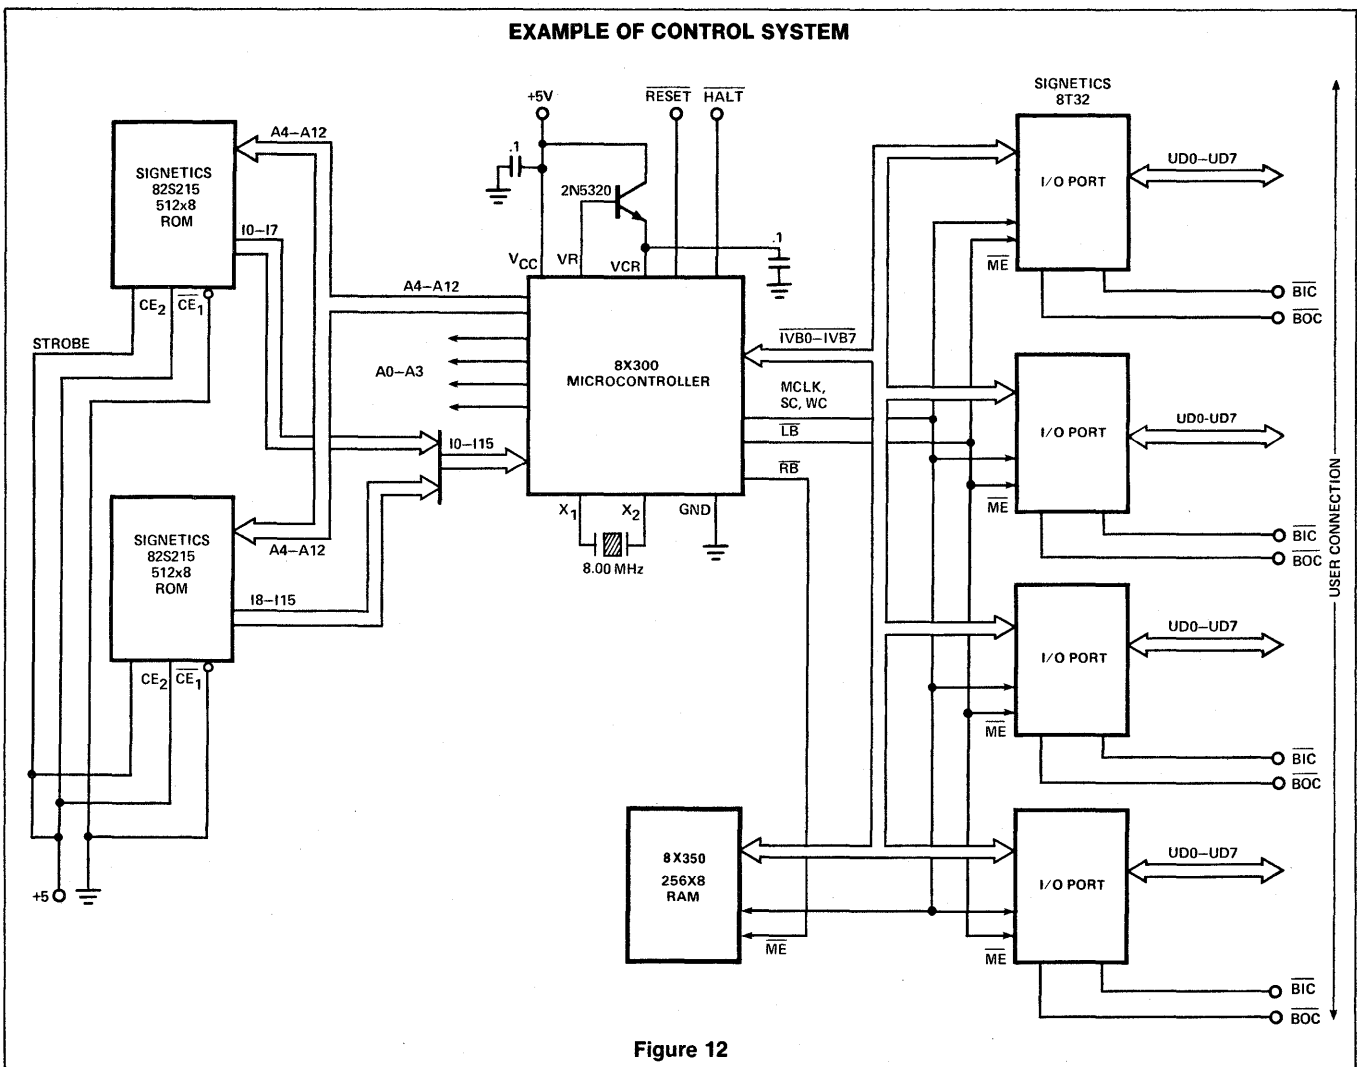 EXAMPLE OF CONTROL SYSTEM
SIGNETICS
8T32
+5V
RESET
HALT
A4–A12
.1
SIGNETICS
82S215
512x8
ROM
2N5320
I/O PORT
UD0–UD7
I0–I7
.1
VCC
VR
VCR
ME
A4–A12
CE2
CE1
BIC
BOC
STROBE
IVB0–IVB7
8X300
MICROCONTROLLER
A0–A3
MCLK,
SC, WC
LB
I/O PORT
UD0-UD7
I0–I15
RB
ME
X1
X2
GND
SIGNETICS
82S215
512x8
ROM
A4–A12
8.00 MHz
BIC
BOC
USER CONNECTION
I8–I15
I/O PORT
UD0–UD7
CE2
CE1
ME
BIC
BOC
8X350
256X8
RAM
I/O PORT
UD0–UD7
+5
ME
ME
BIC
BOC
Figure 12